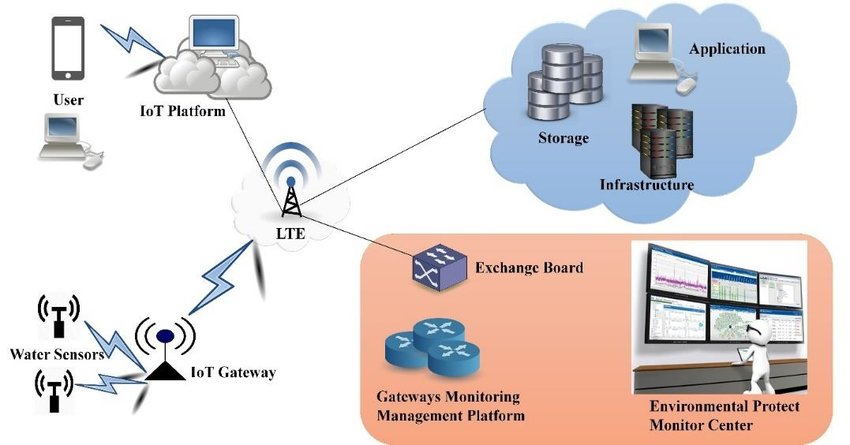 User
IoT Platform
Application
Storage
Infrastructure
LTE
Exchange Board
Water Sensors
IoT Gateway
Gateways Monitoring
Management Platform
Environmental Protect
Monitor Center